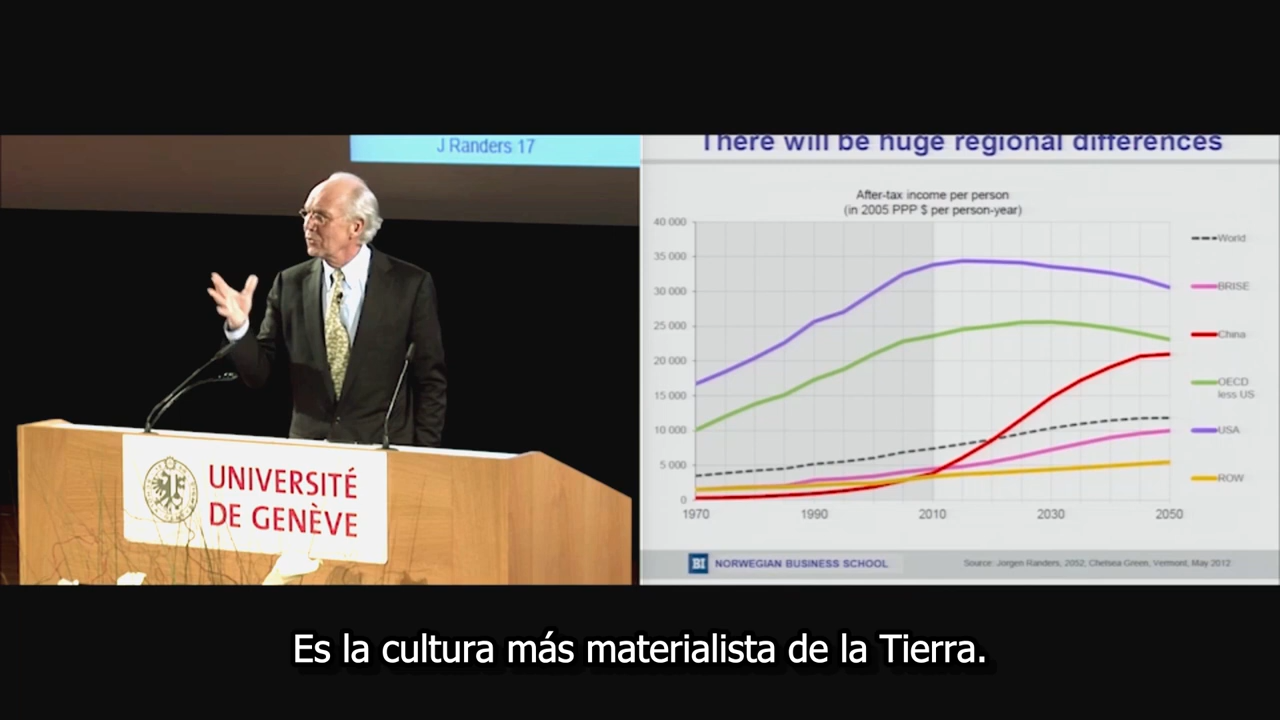 J Randers 17
UNIVERSITÉ
DE GENÈVE
There will be huge regional differences
After-tax income per person
(in 2005 PPP $ per person-year)
40 000
35 000
30 000
25 000
20 000
15 000
10 000
5 000
0
1970
1990
2010
2030
2050
World
BRISE
China
OECD
less US
USA
ROW
BI NORWEGIAN BUSINESS SCHOOL
Source: Jorgen Randers, 2052, Chelsea Green, Vermont, May 2012
Es la cultura más materialista de la Tierra.